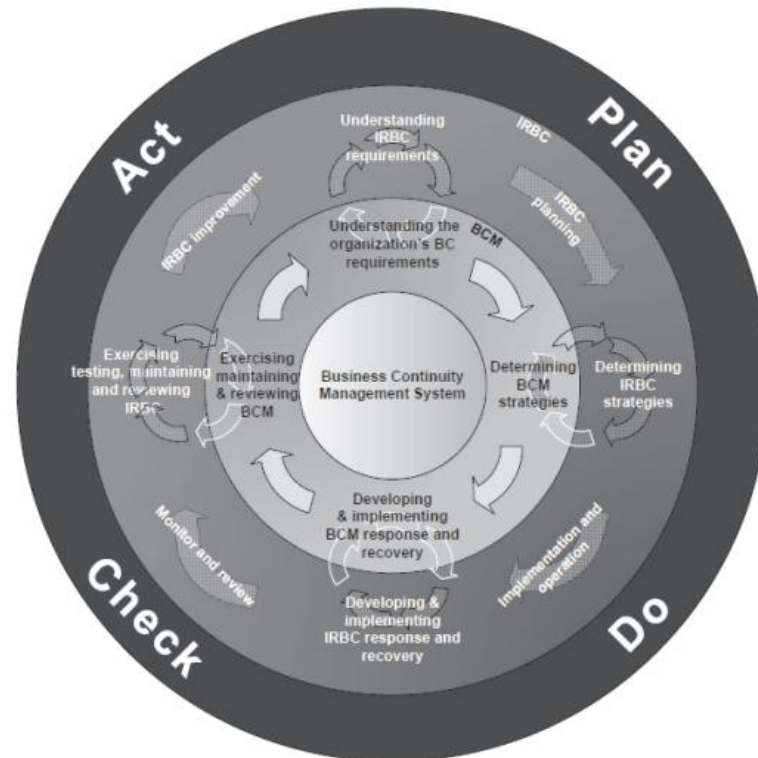 Act
Plan
Understanding
IRBC
requirements
IRBC
IRBC improvement
IRBC
planning
Understanding the
organization's BC
requirements
BCM
Exercising
testing, maintaining
and reviewing
IRBC
Exercising
maintaining
& reviewing
BCM
Business Continuity
Management System
Determining
BCM
strategies
Determining
IRBC
strategies
Developing
& implementing
BCM response and
recovery
Monitor and review
Implementation and
operation
Developing &
implementing
IRBC response and
recovery
Check
Do